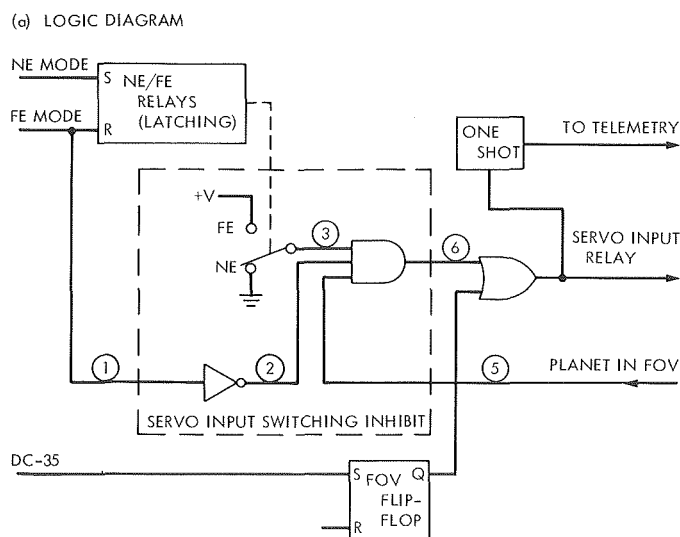 (a) LOGIC DIAGRAM
NE MODE
FE MODE
S NE/FE
RELAYS
R (LATCHING)
ONE
SHOT
TO TELEMETRY
+V
FE
NE
3
6
SERVO INPUT
RELAY
1
2
5
PLANET IN FOV
SERVO INPUT SWITCHING INHIBIT
DC-35
S FOV Q
FLIP-
FLOP
R